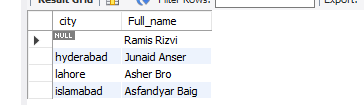 Result Grid Filter Rows: Export:
city Full_name
NULL Ramis Rizvi
hyderabad Junaid Anser
lahore Asher Bro
islamabad Asfandyar Baig